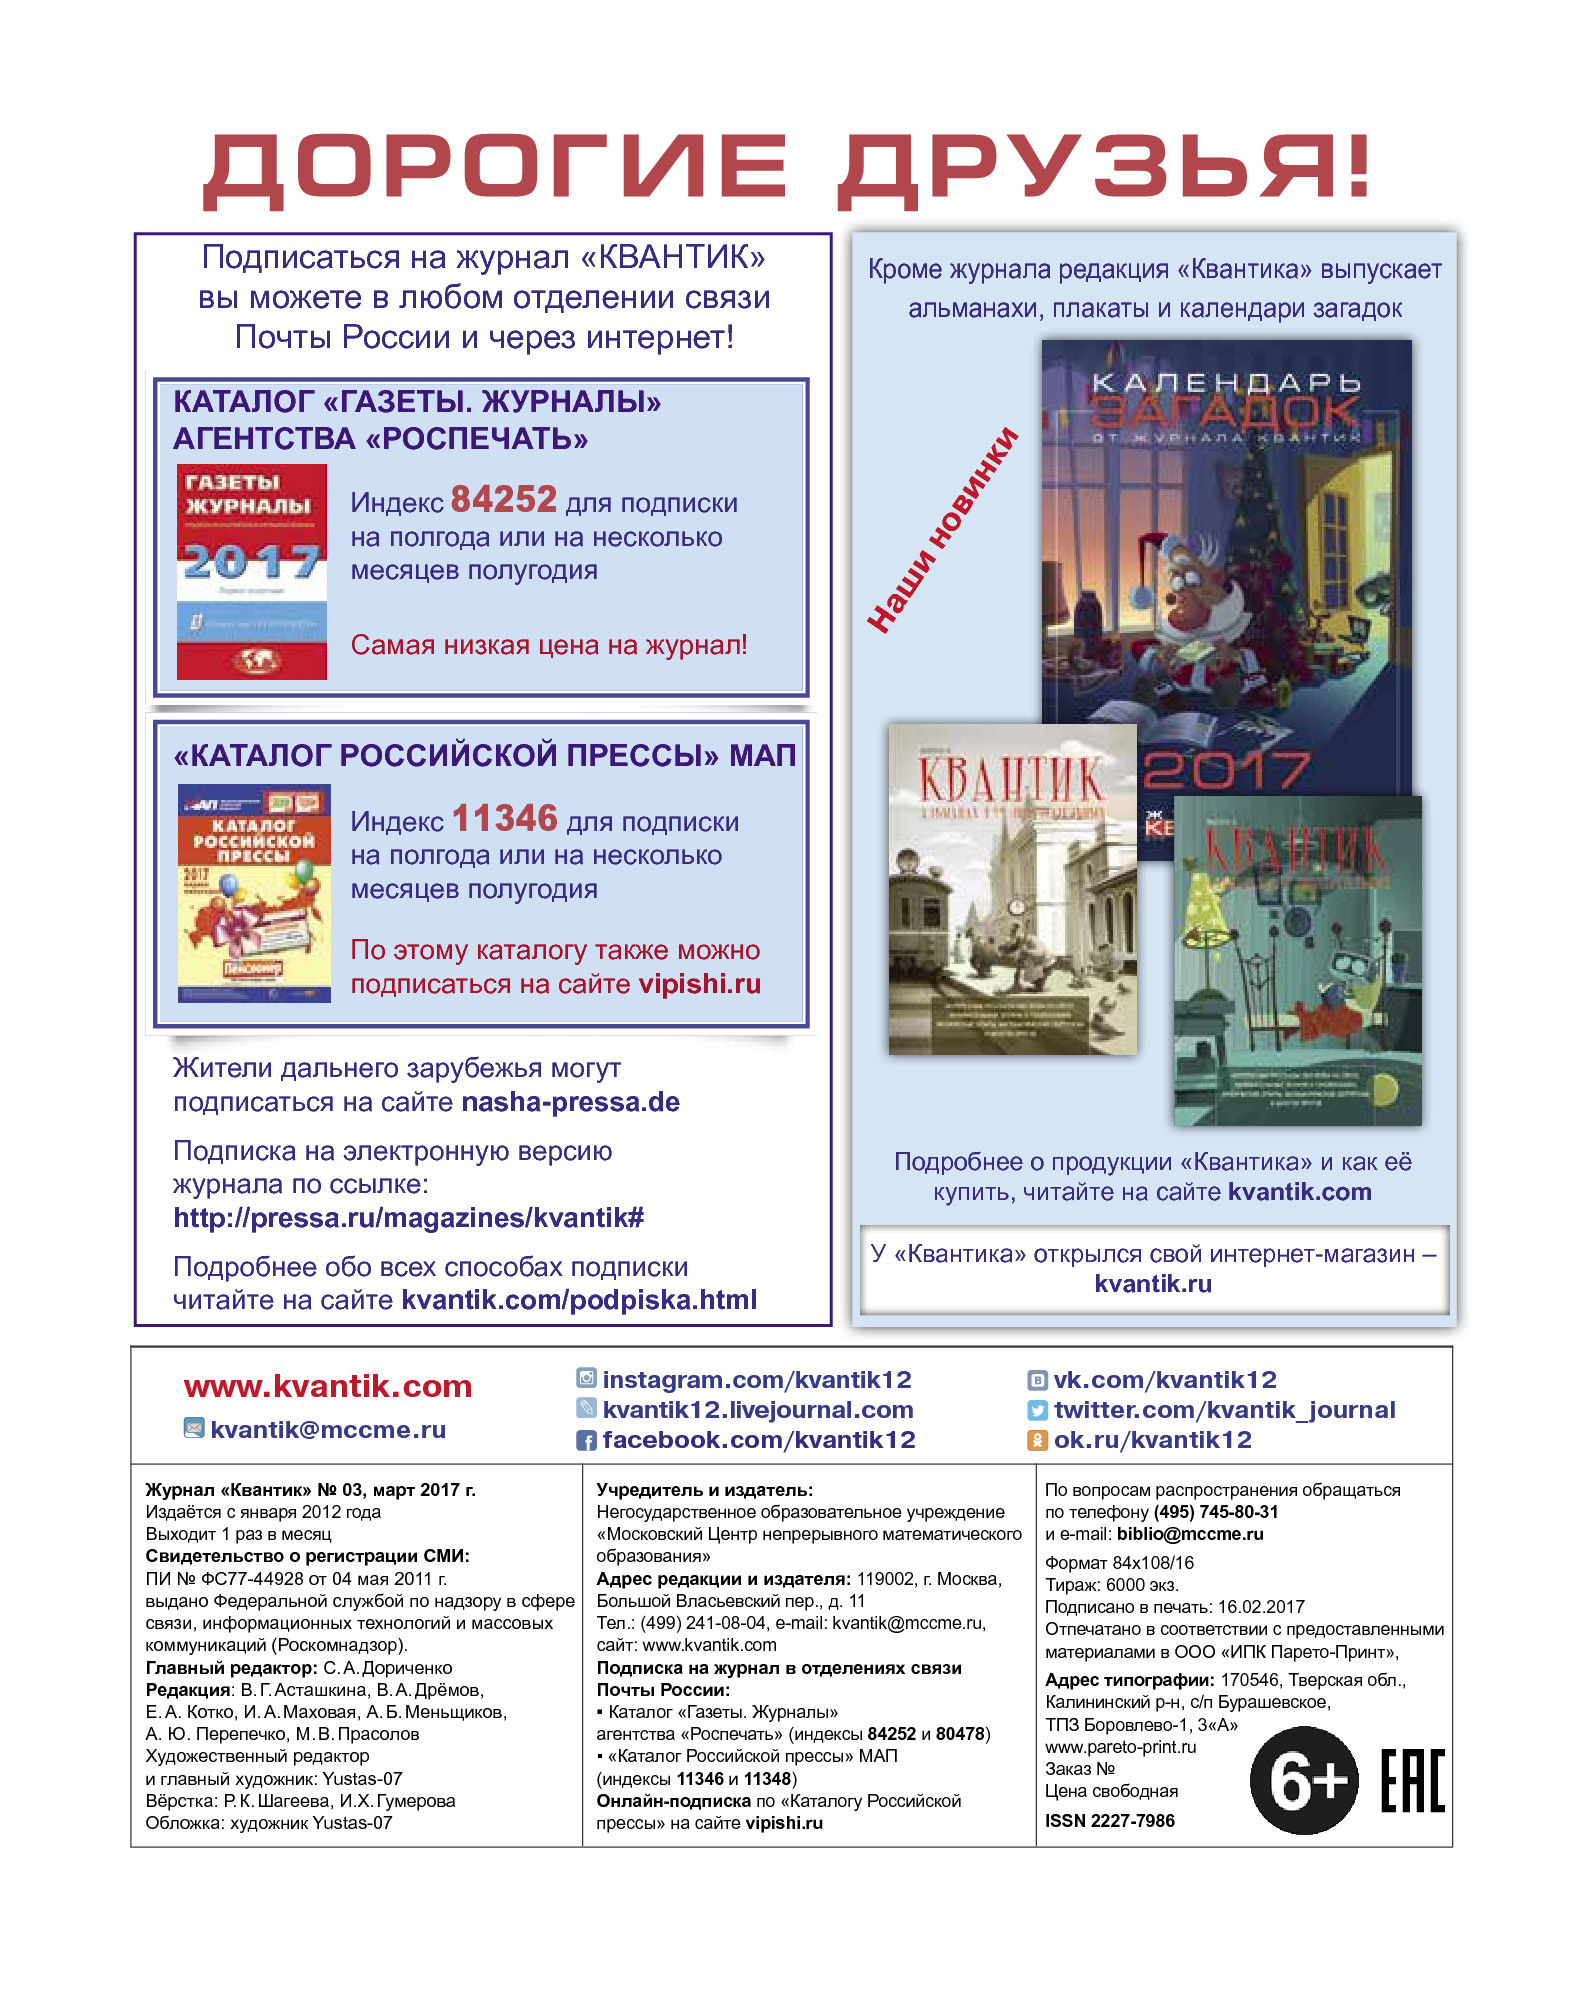 ДОРОГИЕ ДРУЗЬЯ!
Подписаться на журнал «КВАНТИК»
вы можете в любом отделении связи
Почты России и через интернет!
КАТАЛОГ «ГАЗЕТЫ. ЖУРНАЛЫ»
АГЕНТСТВА «РОСПЕЧАТЬ»
ГАЗЕТЫ
ЖУРНАЛЫ
2017
Индекс 84252 для подписки
на полгода или на несколько
месяцев полугодия
Самая низкая цена на журнал!
«КАТАЛОГ РОССИЙСКОЙ ПРЕССЫ» МАП
МАП
КАТАЛОГ
РОССИЙСКОЙ
ПРЕССЫ
2017
Пенсионер
Индекс 11346 для подписки
на полгода или на несколько
месяцев полугодия
По этому каталогу также можно
подписаться на сайте vipishi.ru
Жители дальнего зарубежья могут
подписаться на сайте nasha-pressa.de
Подписка на электронную версию
журнала по ссылке:
http://pressa.ru/magazines/kvantik#
Подробнее обо всех способах подписки
читайте на сайте kvantik.com/podpiska.html
Кроме журнала редакция «Квантика» выпускает
альманахи, плакаты и календари загадок
Наши новинки
КАЛЕНДАРЬ
ЗАГАДОК
ОТ ЖУРНАЛА КВАНТИК
2017
КВАНТИК
КВАНТИК
Подробнее о продукции «Квантика» и как её
купить, читайте на сайте kvantik.com
У «Квантика» открылся свой интернет-магазин –
kvantik.ru
www.kvantik.com
kvantik@mccme.ru
instagram.com/kvantik12
kvantik12.livejournal.com
facebook.com/kvantik12
vk.com/kvantik12
twitter.com/kvantik_journal
ok.ru/kvantik12
Журнал «Квантик» № 03, март 2017 г.
Издаётся с января 2012 года
Выходит 1 раз в месяц
Свидетельство о регистрации СМИ:
ПИ № ФС77-44928 от 04 мая 2011 г.
выдано Федеральной службой по надзору в сфере
связи, информационных технологий и массовых
коммуникаций (Роскомнадзор).
Главный редактор: С. А. Дориченко
Редакция: В. Г. Асташкина, В. А. Дрёмов,
Е. А. Котко, И. А. Маховая, А. Б. Меньщиков,
А. Ю. Перепечко, М. В. Прасолов
Художественный редактор
и главный художник: Yustas-07
Вёрстка: Р. К. Шагеева, И. Х. Гумерова
Обложка: художник Yustas-07
Учредитель и издатель:
Негосударственное образовательное учреждение
«Московский Центр непрерывного математического
образования»
Адрес редакции и издателя: 119002, г. Москва,
Большой Власьевский пер., д. 11
Тел.: (499) 241-08-04, e-mail: kvantik@mccme.ru,
сайт: www.kvantik.com
Подписка на журнал в отделениях связи
Почты России:
▪ Каталог «Газеты. Журналы»
агентства «Роспечать» (индексы 84252 и 80478)
▪ «Каталог Российской прессы» МАП
(индексы 11346 и 11348)
Онлайн-подписка по «Каталогу Российской
прессы» на сайте vipishi.ru
По вопросам распространения обращаться
по телефону (495) 745-80-31
и e-mail: biblio@mccme.ru
Формат 84x108/16
Тираж: 6000 экз.
Подписано в печать: 16.02.2017
Отпечатано в соответствии с предоставленными
материалами в ООО «ИПК Парето-Принт»,
Адрес типографии: 170546, Тверская обл.,
Калининский р-н, с/п Бурашевское,
ТПЗ Боровлево-1, 3«А»
www.pareto-print.ru
Заказ №
Цена свободная
ISSN 2227-7986
6+
EAC